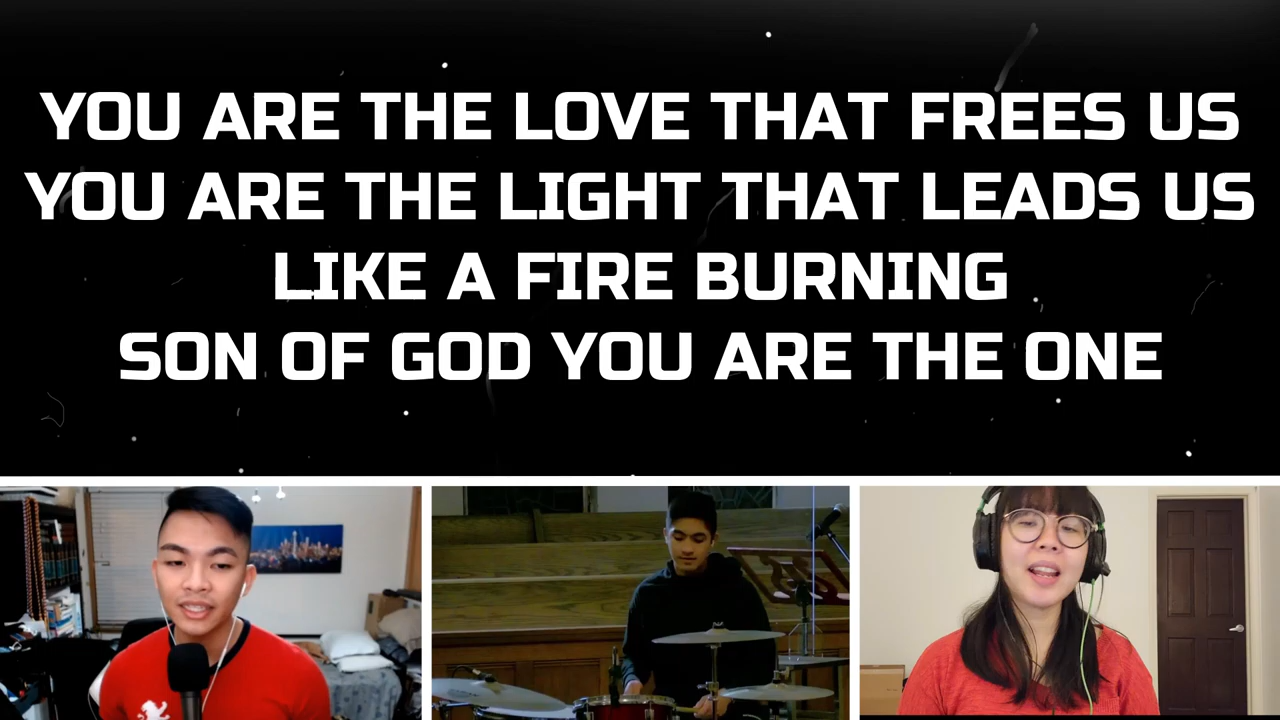 YOU ARE THE LOVE THAT FREES US
YOU ARE THE LIGHT THAT LEADS US
LIKE A FIRE BURNING
SON OF GOD YOU ARE THE ONE